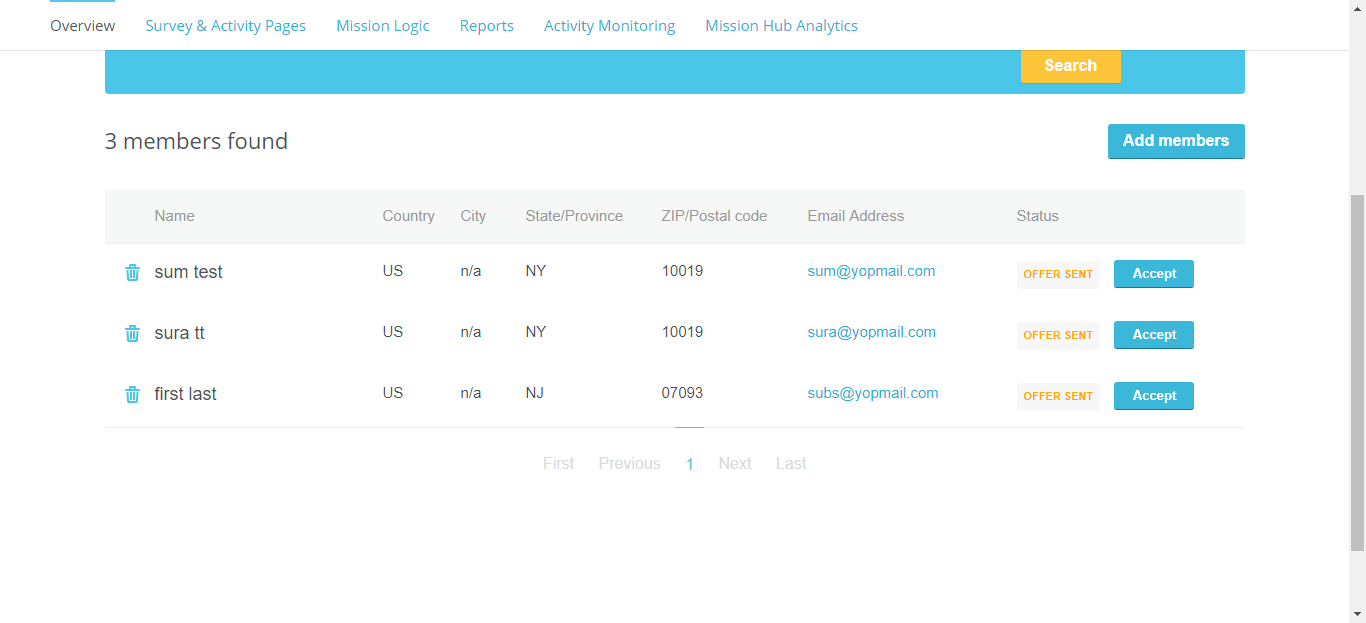 Overview Survey & Activity Pages Mission Logic Reports Activity Monitoring Mission Hub Analytics
Search
3 members found Add members
Name Country City State/Province ZIP/Postal code Email Address Status
sum test US n/a NY 10019 sum@yopmail.com OFFER SENT Accept
sura tt US n/a NY 10019 sura@yopmail.com OFFER SENT Accept
first last US n/a NJ 07093 subs@yopmail.com OFFER SENT Accept
First Previous 1 Next Last